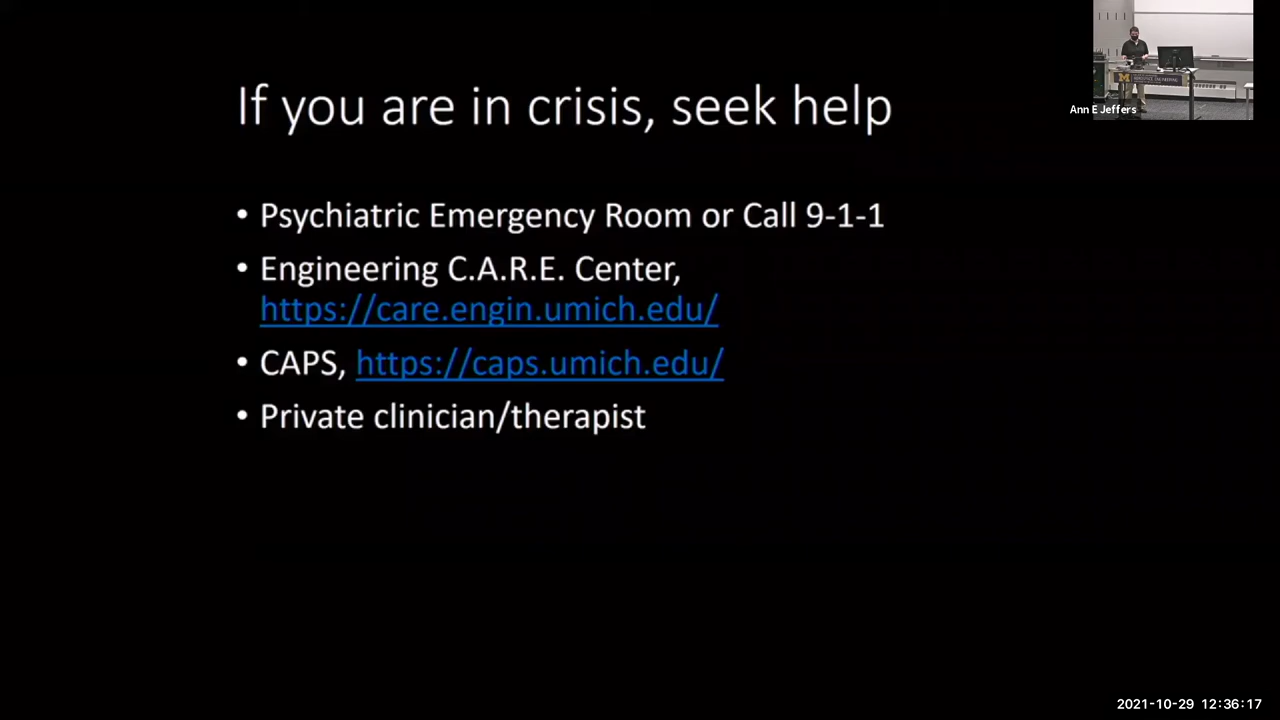 If you are in crisis, seek help
• Psychiatric Emergency Room or Call 9-1-1
• Engineering C.A.R.E. Center,
https://care.engin.umich.edu/
• CAPS, https://caps.umich.edu/
• Private clinician/therapist
Ann E Jeffers
M
2021-10-29 12:36:17